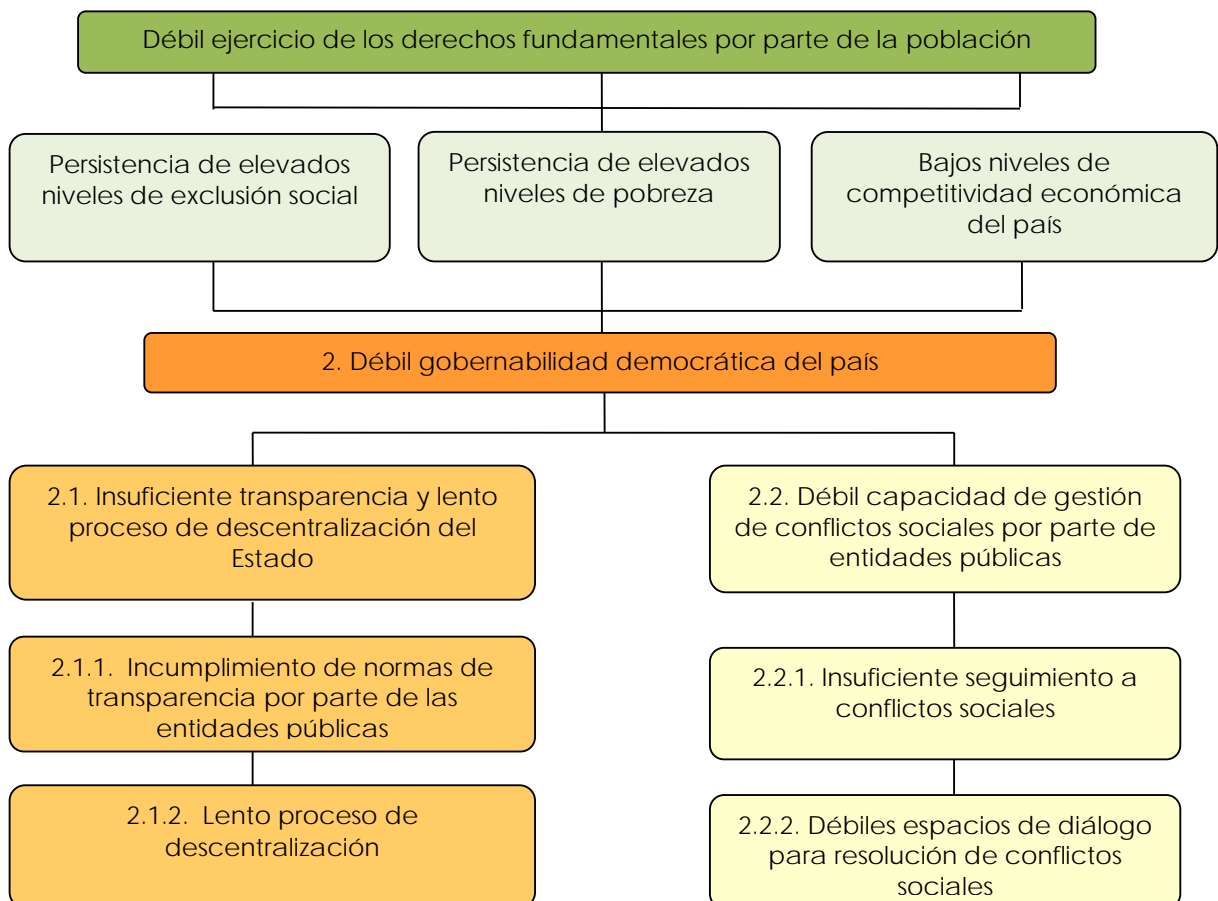 Débil ejercicio de los derechos fundamentales por parte de la población
Persistencia de elevados
niveles de exclusión social
Persistencia de elevados
niveles de pobreza
Bajos niveles de
competitividad económica
del país
2. Débil gobernabilidad democrática del país
2.1. Insuficiente transparencia y lento
proceso de descentralización del
Estado
2.2. Débil capacidad de gestión
de conflictos sociales por parte de
entidades públicas
2.1.1. Incumplimiento de normas de
transparencia por parte de las
entidades públicas
2.2.1. Insuficiente seguimiento a
conflictos sociales
2.1.2. Lento proceso de
descentralización
2.2.2. Débiles espacios de diálogo
para resolución de conflictos
sociales